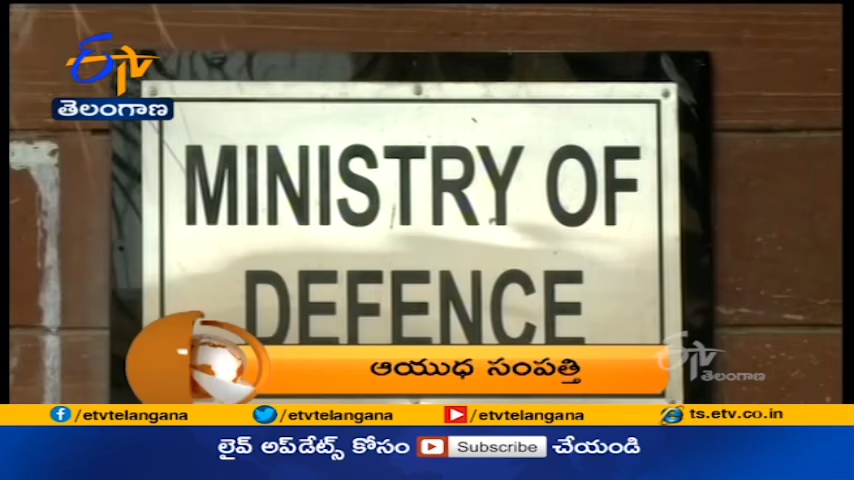 ETV
తెలంగాణ
MINISTRY OF
DEFENCE
ఆయుధ సంపత్తి
ETV
తెలంగాణ
/etvtelangana
/etvtelangana
/etvtelangana
ts.etv.co.in
లైవ్ అప్‌డేట్స్ కోసం Subscribe చేయండి